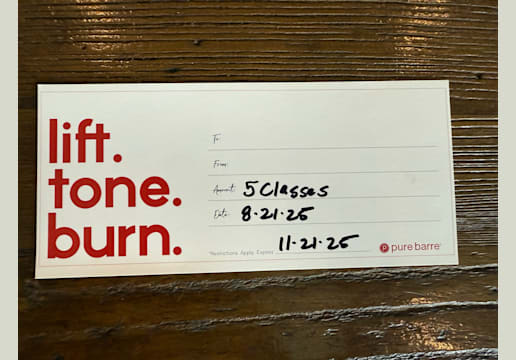 lift.
tone.
burn.
To:
From:
Amount: 5 Classes
Date: 8-21-25
*Restrictions Apply. Expires 11-21-25
p pure barre